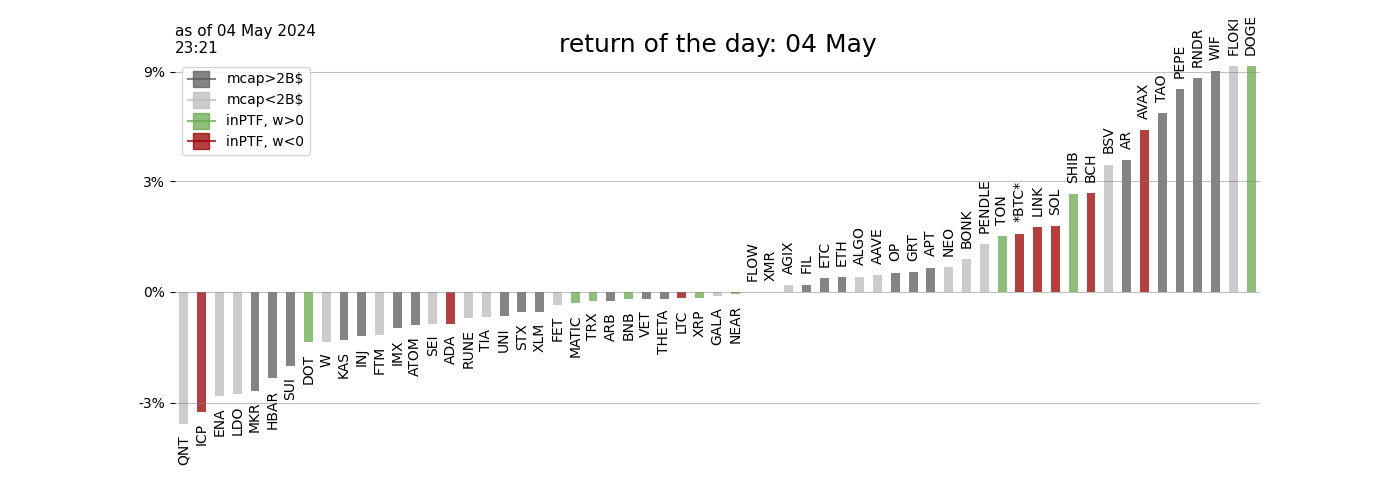 as of 04 May 2024
23:21
return of the day: 04 May
mcap>2B$
mcap<2B$
inPTF, w>0
inPTF, w<0
9%
3%
0%
-3%
QNT
ICP
ENA
LDO
MKR
HBAR
SUI
DOT
W
KAS
INJ
FTM
IMX
ATOM
SEI
ADA
RUNE
TIA
UNI
STX
XLM
FET
MATIC
TRX
ARB
BNB
VET
THETA
LTC
XRP
GALA
NEAR
FLOW
XMR
AGIX
FIL
ETC
ETH
ALGO
AAVE
OP
GRT
APT
NEO
BONK
PENDLE
TON
*BTC*
LINK
SOL
SHIB
BCH
BSV
AR
AVAX
TAO
PEPE
RNDR
WIF
FLOKI
DOGE